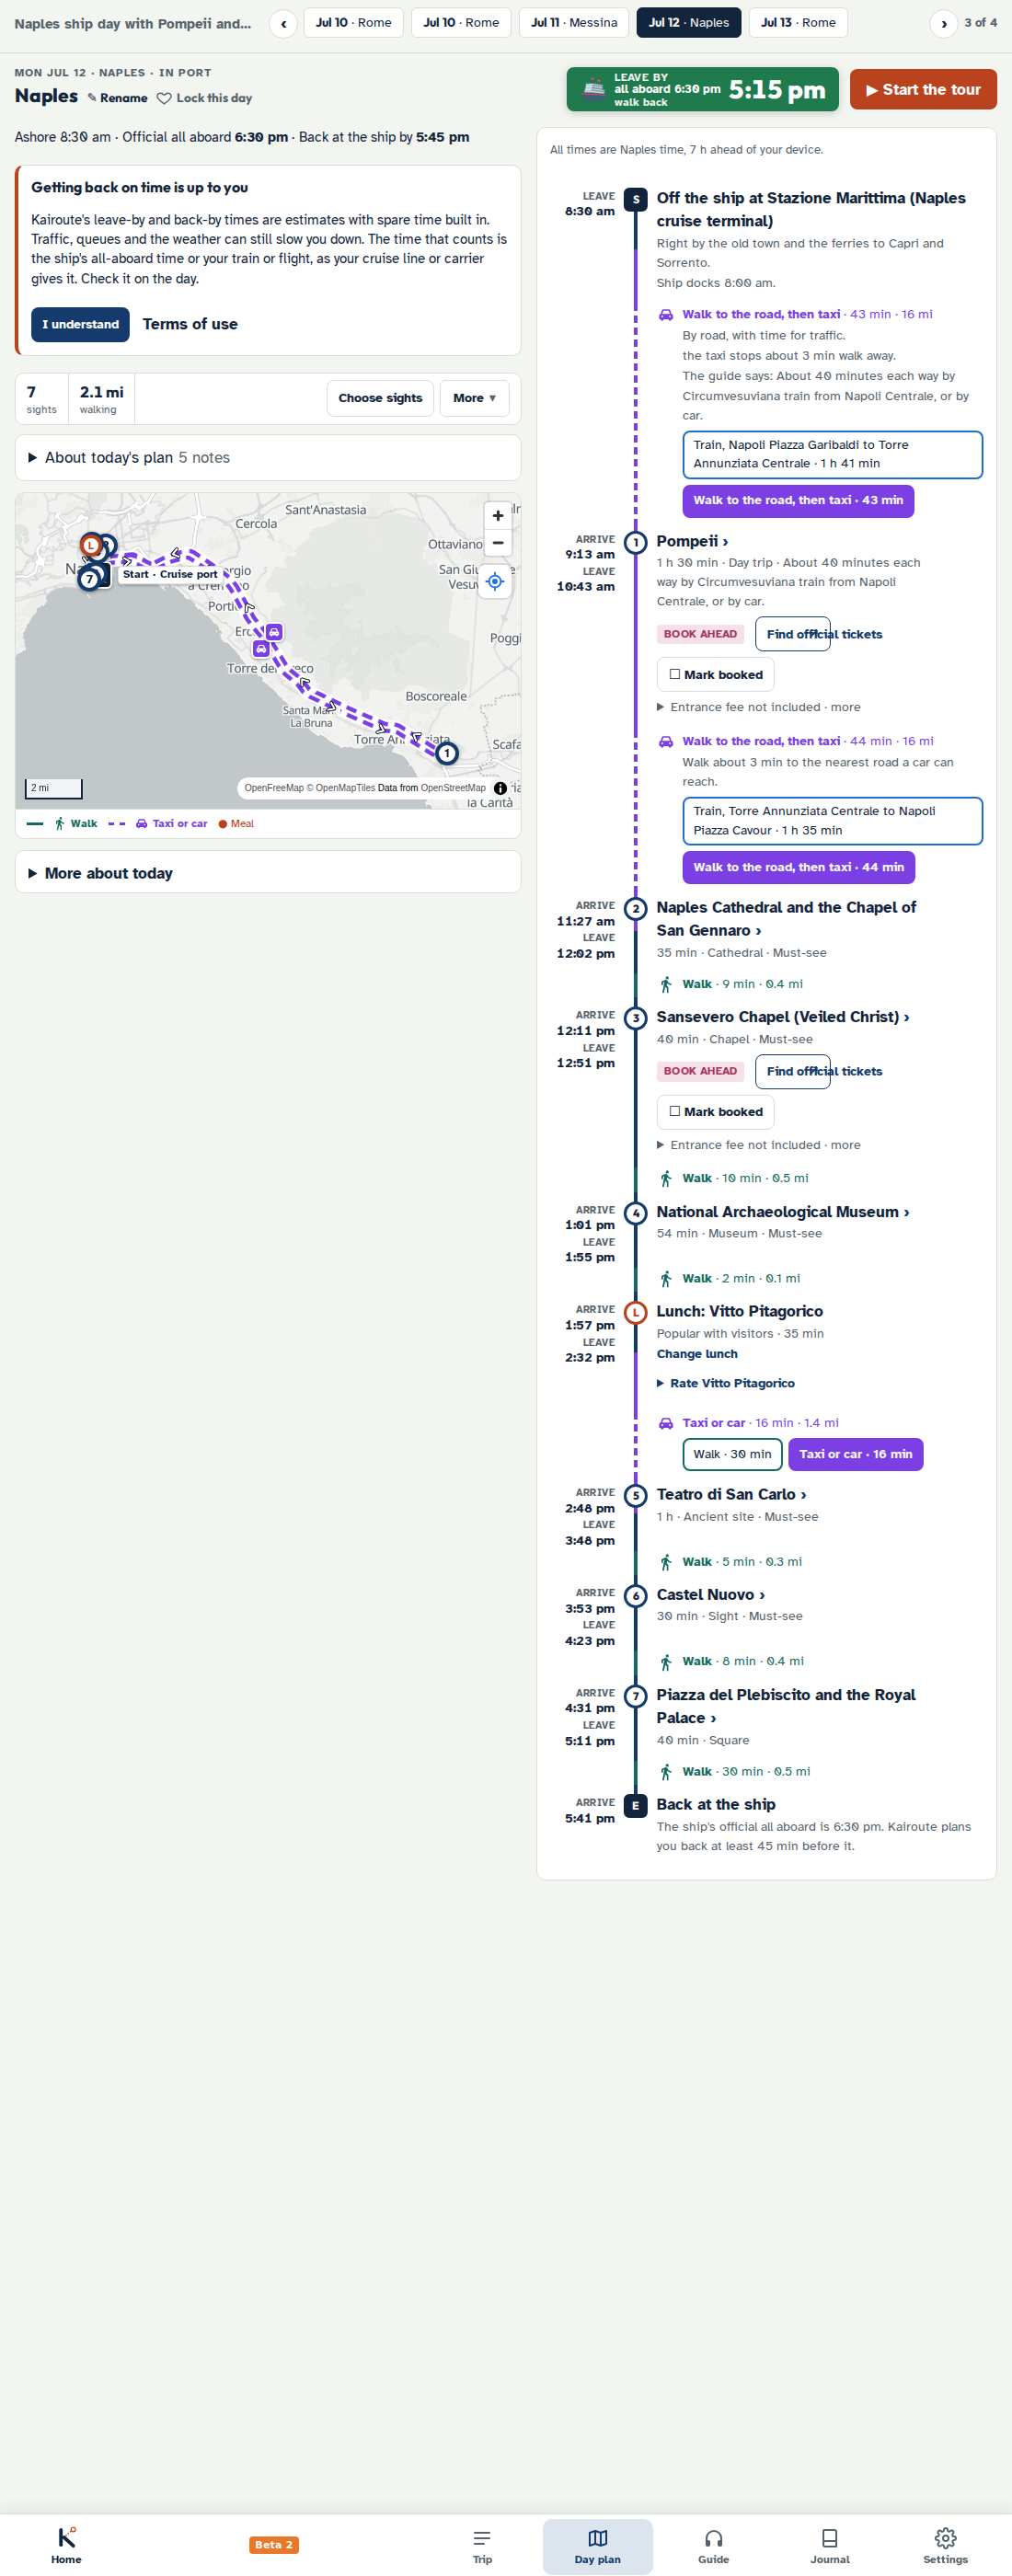 Naples ship day with Pompeii and...
‹
Jul 10 · Rome
Jul 10 · Rome
Jul 11 · Messina
Jul 12 · Naples
Jul 13 · Rome
›
3 of 4
MON JUL 12 · NAPLES · IN PORT
Naples
✎ Rename
Lock this day
LEAVE BY
all aboard 6:30 pm
walk back
5:15 pm
▶ Start the tour
Ashore 8:30 am · Official all aboard 6:30 pm · Back at the ship by 5:45 pm
Getting back on time is up to you
Kairoute's leave-by and back-by times are estimates with spare time built in.
Traffic, queues and the weather can still slow you down. The time that counts is
the ship's all-aboard time or your train or flight, as your cruise line or carrier
gives it. Check it on the day.
I understand
Terms of use
7
sights
2.1 mi
walking
Choose sights
More ▼
▶ About today's plan 5 notes
Sant'Anastasia
Cercola
Ottaviano
Start · Cruise port
Boscoreale
La Bruna
1
7
L
2 mi
OpenFreeMap © OpenMapTiles Data from OpenStreetMap
la Carità
Walk
Taxi or car
Meal
▶ More about today
All times are Naples time, 7 h ahead of your device.
LEAVE
8:30 am
S
Off the ship at Stazione Marittima (Naples
cruise terminal)
Right by the old town and the ferries to Capri and
Sorrento.
Ship docks 8:00 am.
Walk to the road, then taxi · 43 min · 16 mi
By road, with time for traffic.
the taxi stops about 3 min walk away.
The guide says: About 40 minutes each way by
Circumvesuviana train from Napoli Centrale, or by
car.
Train, Napoli Piazza Garibaldi to Torre
Annunziata Centrale · 1 h 41 min
Walk to the road, then taxi · 43 min
ARRIVE
9:13 am
LEAVE
10:43 am
1
Pompeii ›
1 h 30 min · Day trip · About 40 minutes each
way by Circumvesuviana train from Napoli
Centrale, or by car.
BOOK AHEAD
Find official tickets
☐ Mark booked
▶ Entrance fee not included · more
Walk to the road, then taxi · 44 min · 16 mi
Walk about 3 min to the nearest road a car can
reach.
Train, Torre Annunziata Centrale to Napoli
Piazza Cavour · 1 h 35 min
Walk to the road, then taxi · 44 min
ARRIVE
11:27 am
LEAVE
12:02 pm
2
Naples Cathedral and the Chapel of
San Gennaro ›
35 min · Cathedral · Must-see
Walk · 9 min · 0.4 mi
ARRIVE
12:11 pm
LEAVE
12:51 pm
3
Sansevero Chapel (Veiled Christ) ›
40 min · Chapel · Must-see
BOOK AHEAD
Find official tickets
☐ Mark booked
▶ Entrance fee not included · more
Walk · 10 min · 0.5 mi
ARRIVE
1:01 pm
LEAVE
1:55 pm
4
National Archaeological Museum ›
54 min · Museum · Must-see
Walk · 2 min · 0.1 mi
ARRIVE
1:57 pm
LEAVE
2:32 pm
L
Lunch: Vitto Pitagorico
Popular with visitors · 35 min
Change lunch
▶ Rate Vitto Pitagorico
Taxi or car · 16 min · 1.4 mi
Walk · 30 min
Taxi or car · 16 min
ARRIVE
2:48 pm
LEAVE
3:48 pm
5
Teatro di San Carlo ›
1 h · Ancient site · Must-see
Walk · 5 min · 0.3 mi
ARRIVE
3:53 pm
LEAVE
4:23 pm
6
Castel Nuovo ›
30 min · Sight · Must-see
Walk · 8 min · 0.4 mi
ARRIVE
4:31 pm
LEAVE
5:11 pm
7
Piazza del Plebiscito and the Royal
Palace ›
40 min · Square
Walk · 30 min · 0.5 mi
ARRIVE
5:41 pm
E
Back at the ship
The ship's official all aboard is 6:30 pm. Kairoute plans
you back at least 45 min before it.
Home
Beta 2
Trip
Day plan
Guide
Journal
Settings